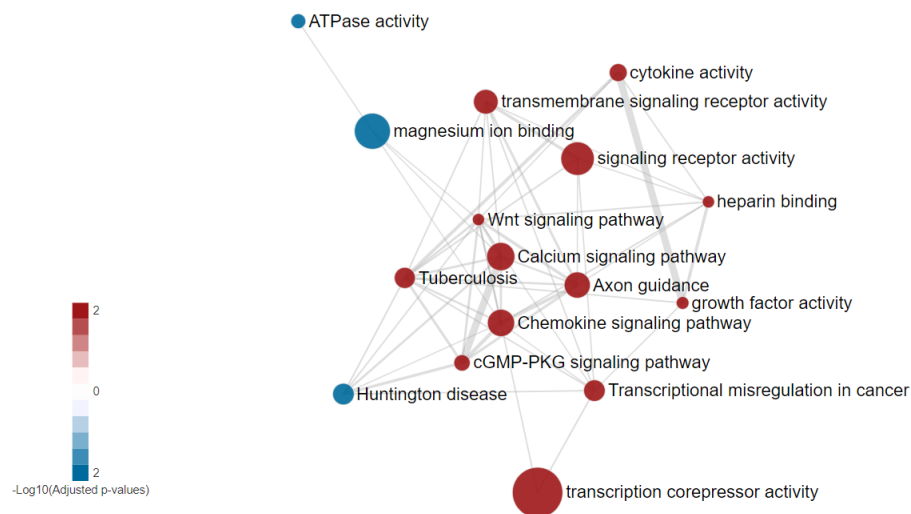 ATPase activity
cytokine activity
transmembrane signaling receptor activity
magnesium ion binding
signaling receptor activity
heparin binding
Wnt signaling pathway
Calcium signaling pathway
Tuberculosis
Axon guidance
growth factor activity
Chemokine signaling pathway
cGMP-PKG signaling pathway
Huntington disease
Transcriptional misregulation in cancer
transcription corepressor activity
2
0
2
-Log10(Adjusted p-values)